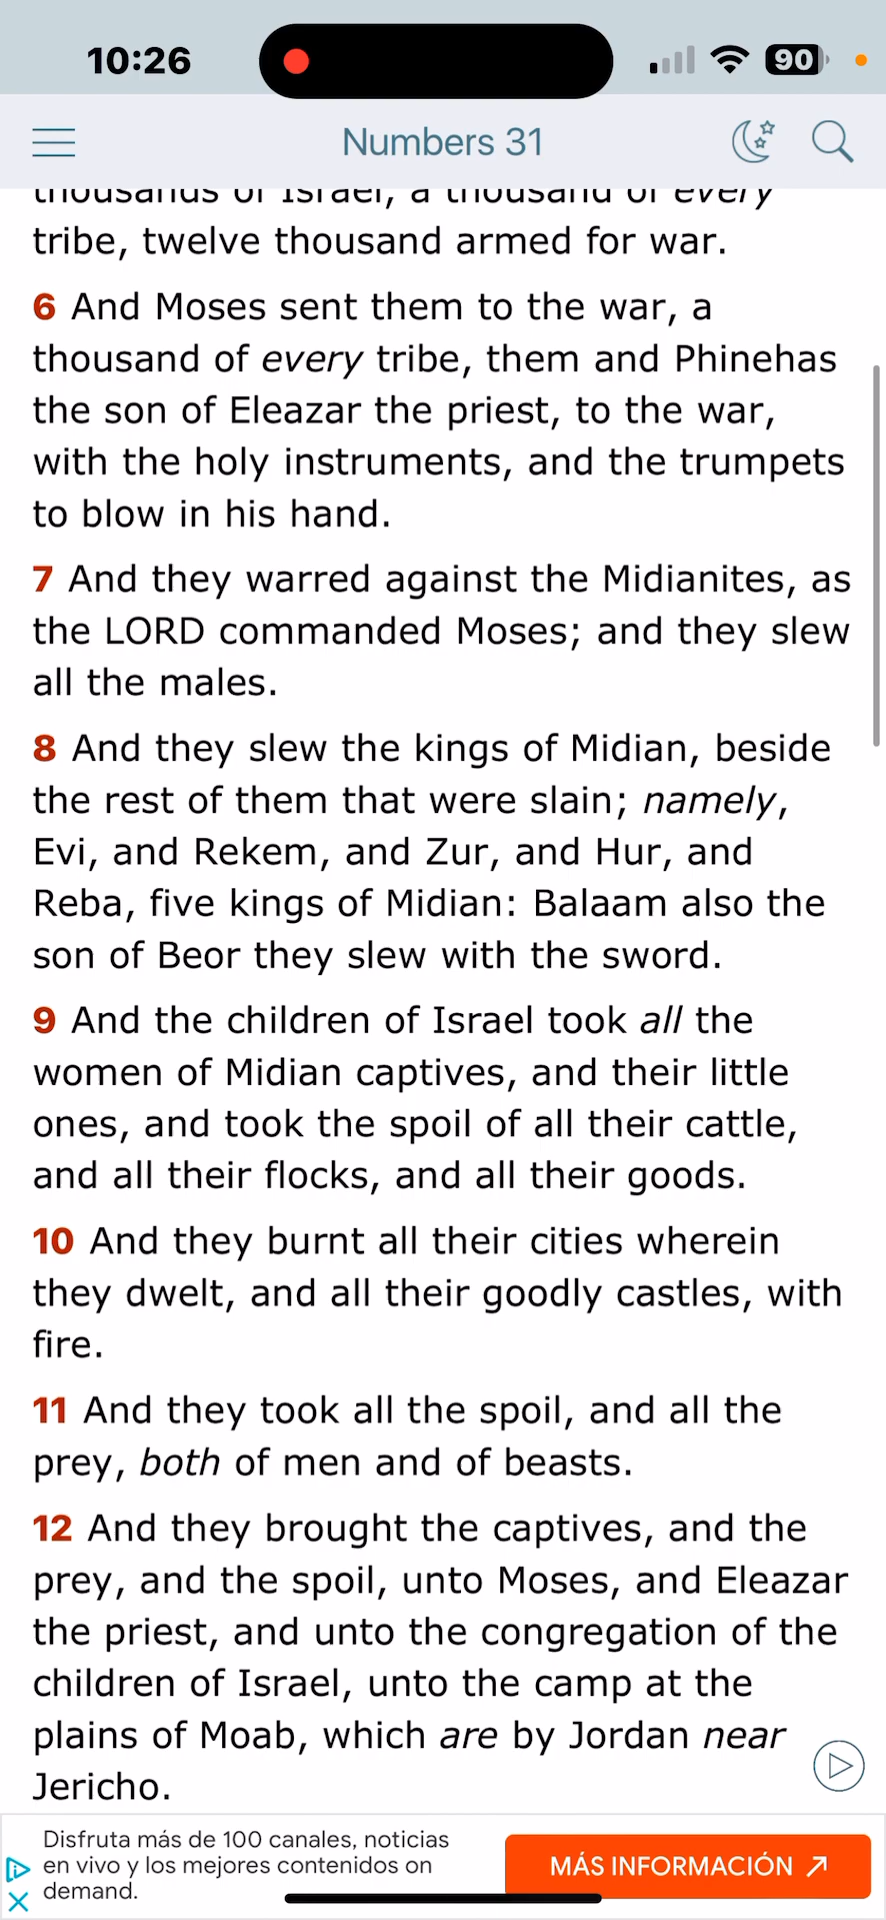 10:26
90
Numbers 31
thousands of Israel, a thousand of every
tribe, twelve thousand armed for war.
6 And Moses sent them to the war, a
thousand of every tribe, them and Phinehas
the son of Eleazar the priest, to the war,
with the holy instruments, and the trumpets
to blow in his hand.
7 And they warred against the Midianites, as
the LORD commanded Moses; and they slew
all the males.
8 And they slew the kings of Midian, beside
the rest of them that were slain; namely,
Evi, and Rekem, and Zur, and Hur, and
Reba, five kings of Midian: Balaam also the
son of Beor they slew with the sword.
9 And the children of Israel took all the
women of Midian captives, and their little
ones, and took the spoil of all their cattle,
and all their flocks, and all their goods.
10 And they burnt all their cities wherein
they dwelt, and all their goodly castles, with
fire.
11 And they took all the spoil, and all the
prey, both of men and of beasts.
12 And they brought the captives, and the
prey, and the spoil, unto Moses, and Eleazar
the priest, and unto the congregation of the
children of Israel, unto the camp at the
plains of Moab, which are by Jordan near
Jericho.
Disfruta más de 100 canales, noticias
en vivo y los mejores contenidos on
demand.
MÁS INFORMACIÓN